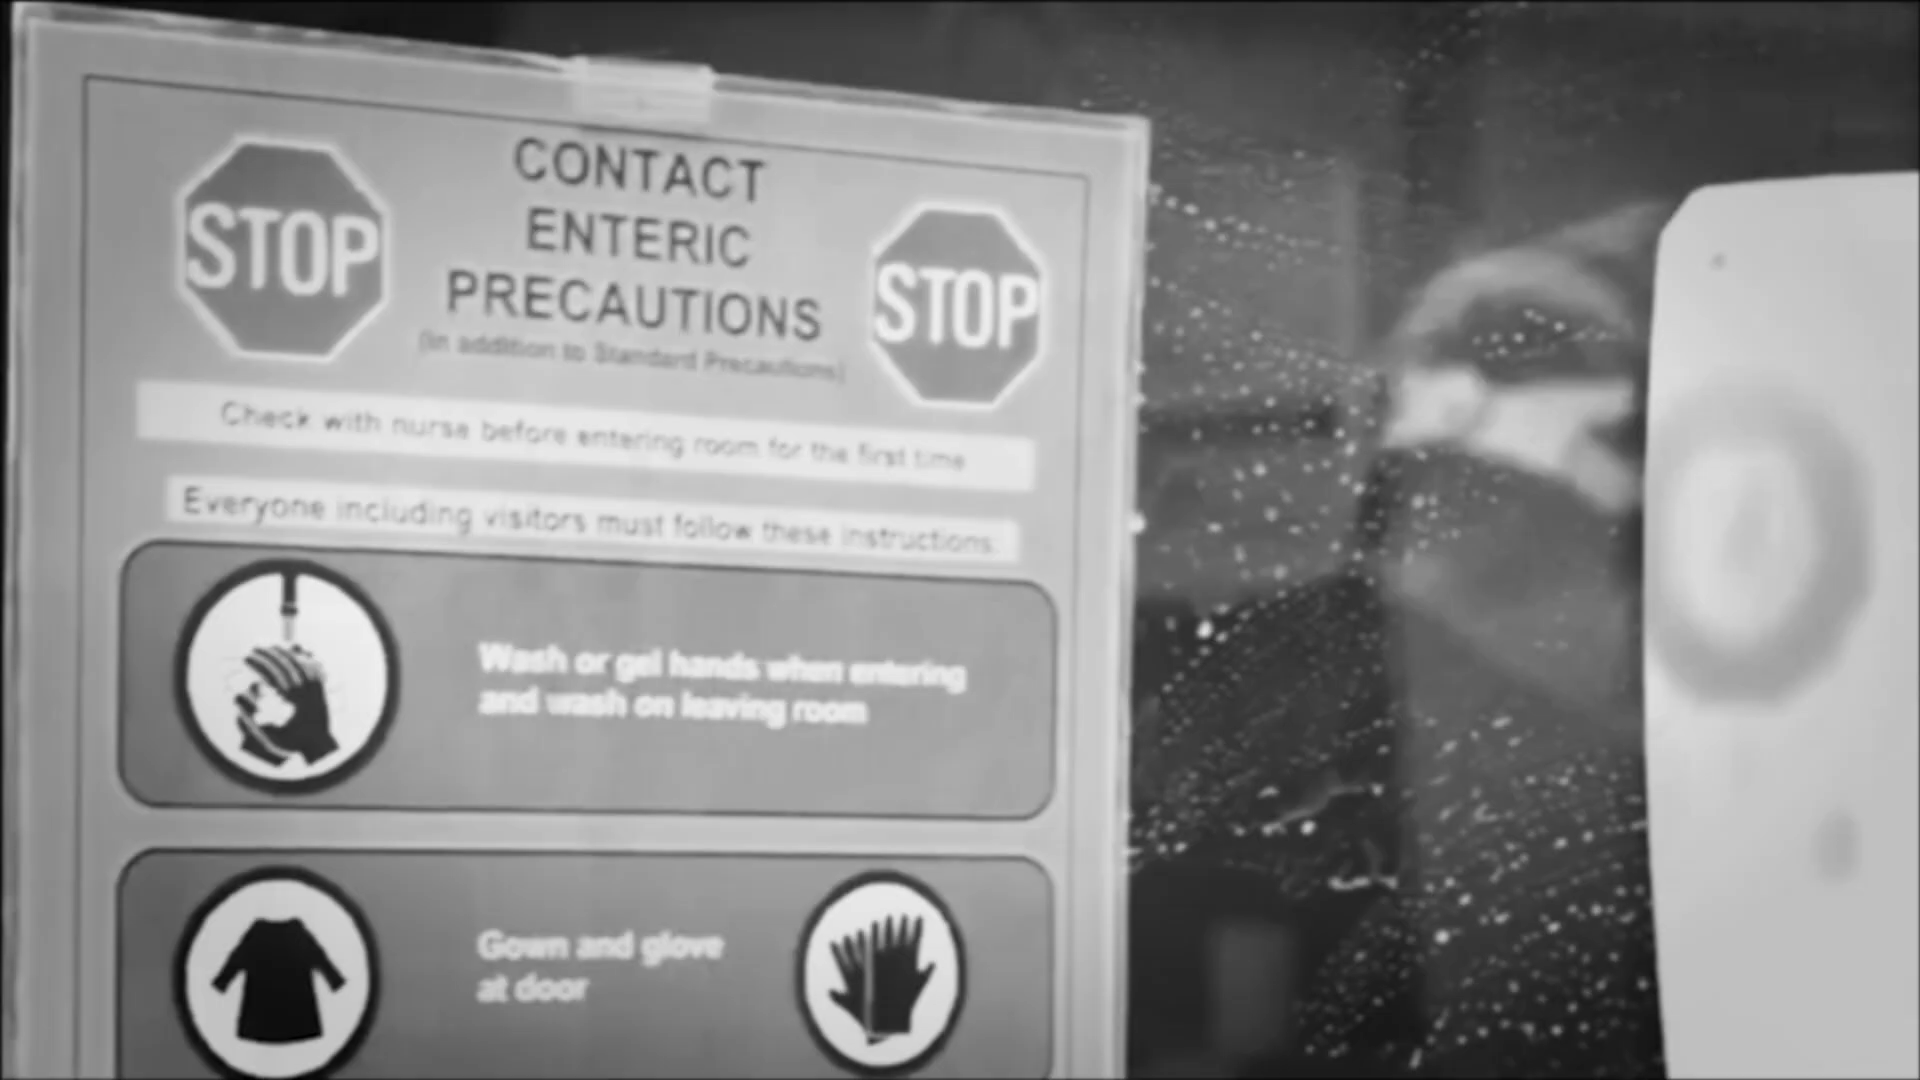 CONTACT
ENTERIC
PRECAUTIONS
STOP
STOP
(in addition to Standard Precautions)
Check with nurse before entering room for the first time
Everyone including visitors must follow these instructions.
Wash or gel hands when entering
and wash on leaving room
Gown and glove
at door